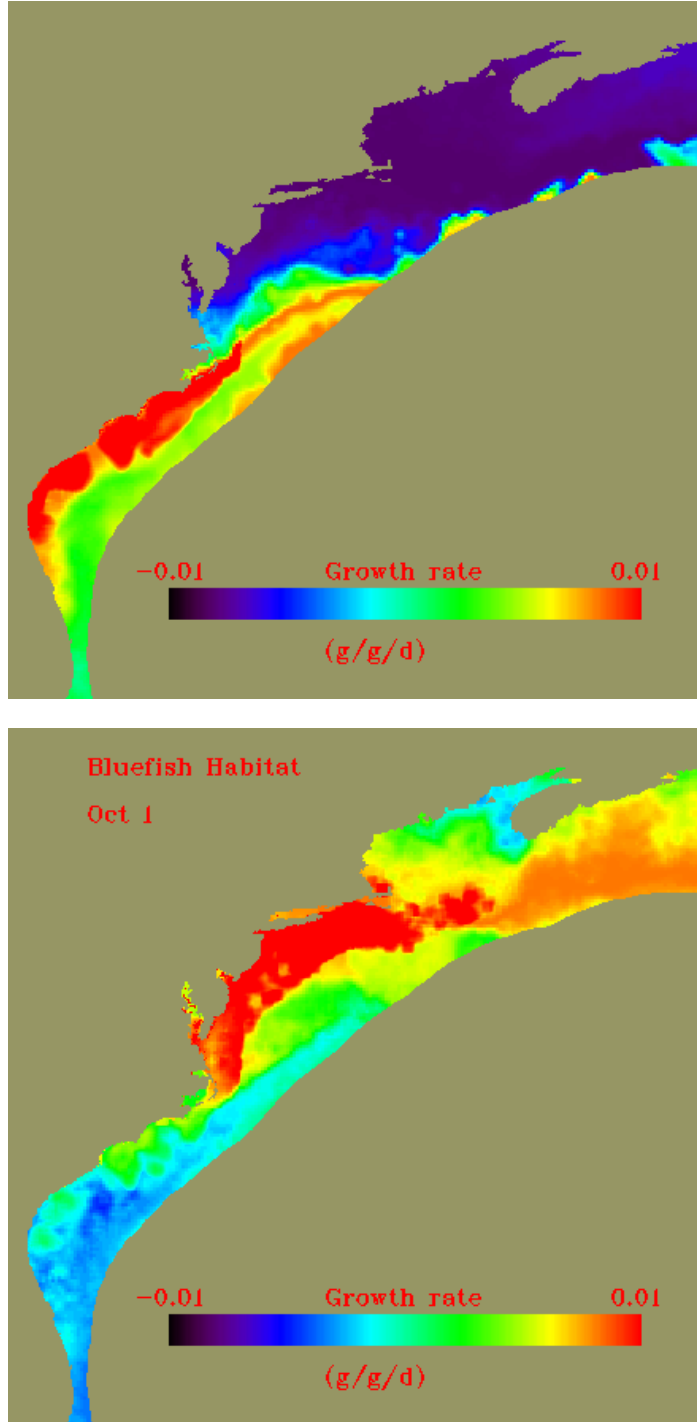 -0.01 Growth rate 0.01
(g/g/d)
Bluefish Habitat
Oct 1
-0.01 Growth rate 0.01
(g/g/d)